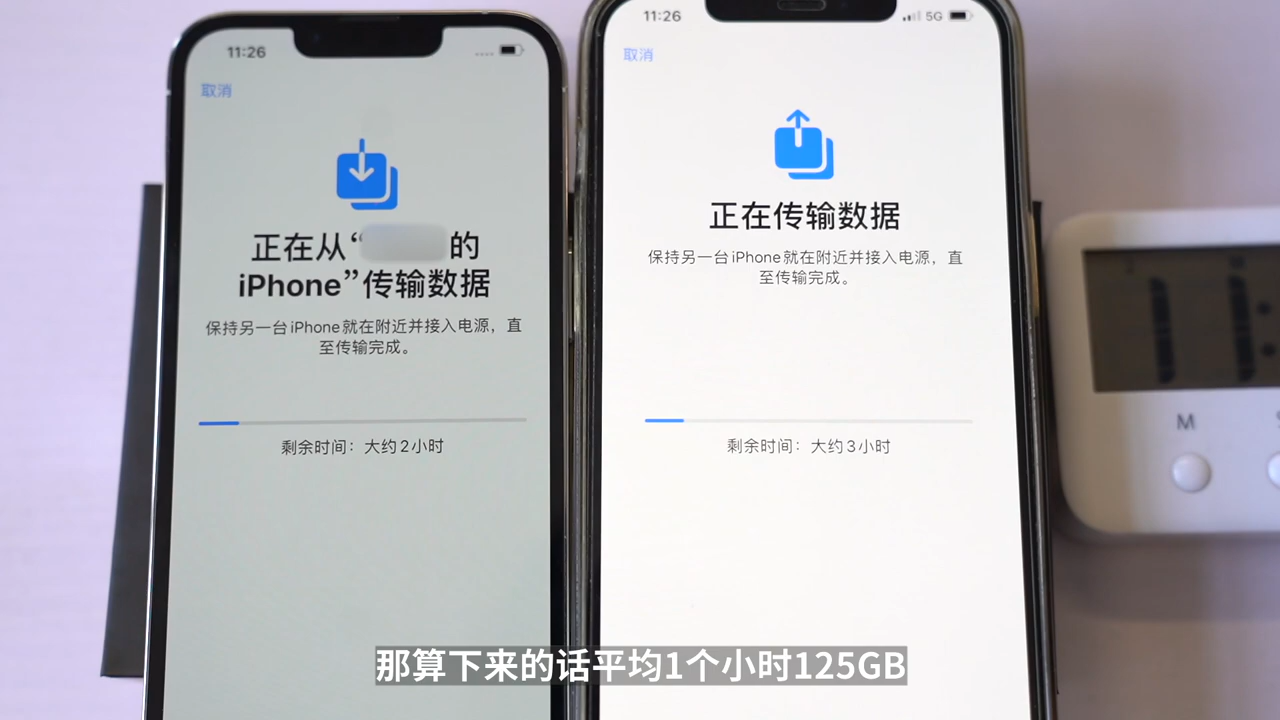 11:26
取消
正在从“ 的
iPhone”传输数据
保持另一台iPhone就在附近并接入电源，直
至传输完成。
剩余时间：大约2小时
11:26
5G
取消
正在传输数据
保持另一台iPhone就在附近并接入电源，直
至传输完成。
剩余时间：大约3小时
M
那算下来的话平均1个小时125GB